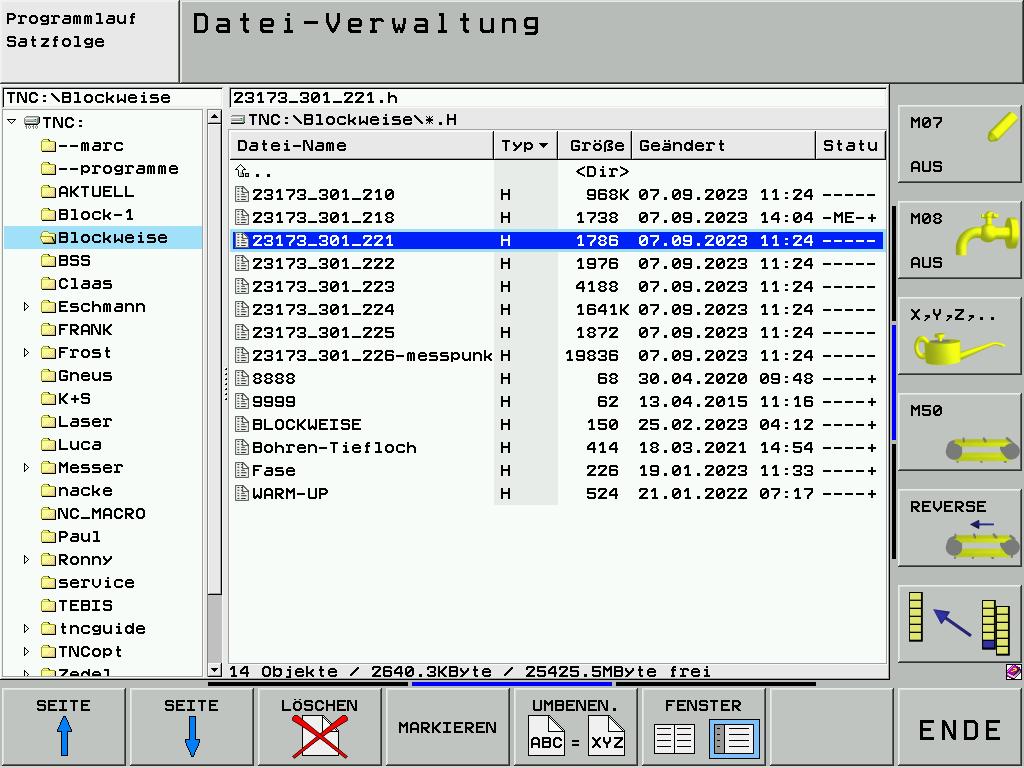 Programmlauf
Satzfolge
Datei-Verwaltung
TNC:\Blockweise
TNC:
--marc
--programme
AKTUELL
Block-1
Blockweise
BSS
Claas
Eschmann
FRANK
Frost
Gneus
K+S
Laser
Luca
Messer
nacke
NC_MACRO
Paul
Ronny
service
TEBIS
tncguide
TNCopt
Zedel
23173_301_221.h
TNC:\Blockweise\*.H
Datei-Name Typ Größe Geändert Statu
.. <Dir>
23173_301_210 H 968K 07.09.2023 11:24 -----
23173_301_218 H 1738 07.09.2023 14:04 -ME-+
23173_301_221 H 1786 07.09.2023 11:24 -----
23173_301_222 H 1976 07.09.2023 11:24 -----
23173_301_223 H 4188 07.09.2023 11:24 -----
23173_301_224 H 1641K 07.09.2023 11:24 -----
23173_301_225 H 1872 07.09.2023 11:24 -----
23173_301_226-messpunk H 19836 07.09.2023 11:24 -----
8888 H 68 30.04.2020 09:48 ----+
9999 H 62 13.04.2015 11:16 ----+
BLOCKWEISE H 150 25.02.2023 04:12 ----+
Bohren-Tiefloch H 414 18.03.2021 14:54 ----+
Fase H 226 19.01.2023 11:33 ----+
WARM-UP H 524 21.01.2022 07:17 ----+
14 Objekte / 2640.3KByte / 25425.5MByte frei
M07
AUS
M08
AUS
X,Y,Z,..
M50
REVERSE
SEITE
SEITE
LÖSCHEN
MARKIEREN
UMBENEN.
ABC = XYZ
FENSTER
ENDE